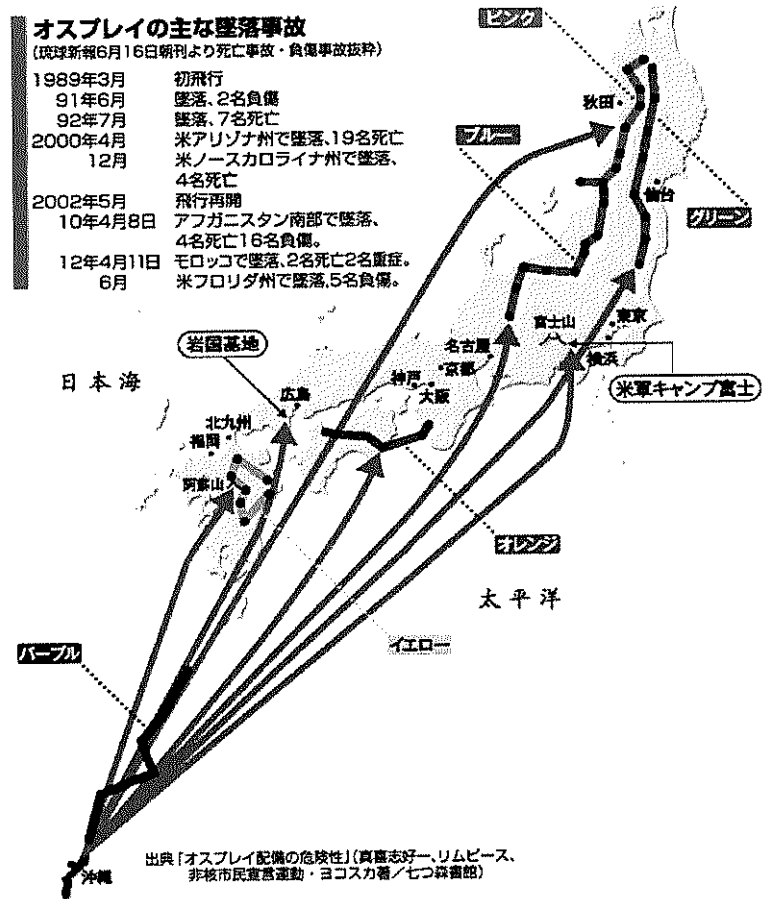 オスプレイの主な墜落事故
(琉球新報6月16日朝刊より死亡事故・負傷事故抜粋)
1989年3月 初飛行
91年6月 墜落、2名負傷
92年7月 墜落、7名死亡
2000年4月 米アリゾナ州で墜落、19名死亡
12月 米ノースカロライナ州で墜落、
4名死亡
2002年5月 飛行再開
10年4月8日 アフガニスタン南部で墜落、
4名死亡16名負傷。
12年4月11日 モロッコで墜落、2名死亡2名重症。
6月 米フロリダ州で墜落、5名負傷。
ピンク
秋田
ブルー
仙台
グリーン
富士山
東京
横浜
名古屋
京都
神戸
大阪
米軍キャンプ富士
岩国基地
日本海
広島
北九州
福岡
阿蘇山
オレンジ
太平洋
イエロー
パープル
沖縄
出典「オスプレイ配備の危険性」(真喜志好一、リムピース、
非核市民宣言運動・ヨコスカ著/七つ森書館)